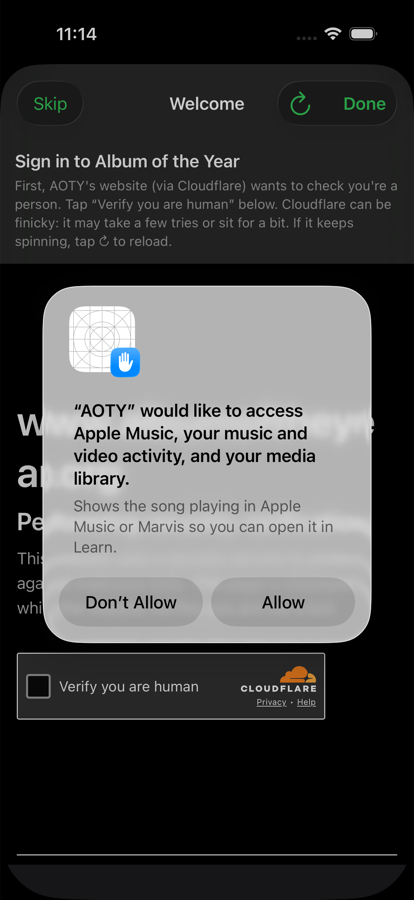 11:14
Skip
Welcome
Done
Sign in to Album of the Year
First, AOTY's website (via Cloudflare) wants to check you're a
person. Tap “Verify you are human” below. Cloudflare can be
finicky: it may take a few tries or sit for a bit. If it keeps
spinning, tap ↻ to reload.
“AOTY” would like to access
Apple Music, your music and
video activity, and your media
library.
Shows the song playing in Apple
Music or Marvis so you can open it in
Learn.
Don’t Allow
Allow
Verify you are human
CLOUDFLARE
Privacy • Help